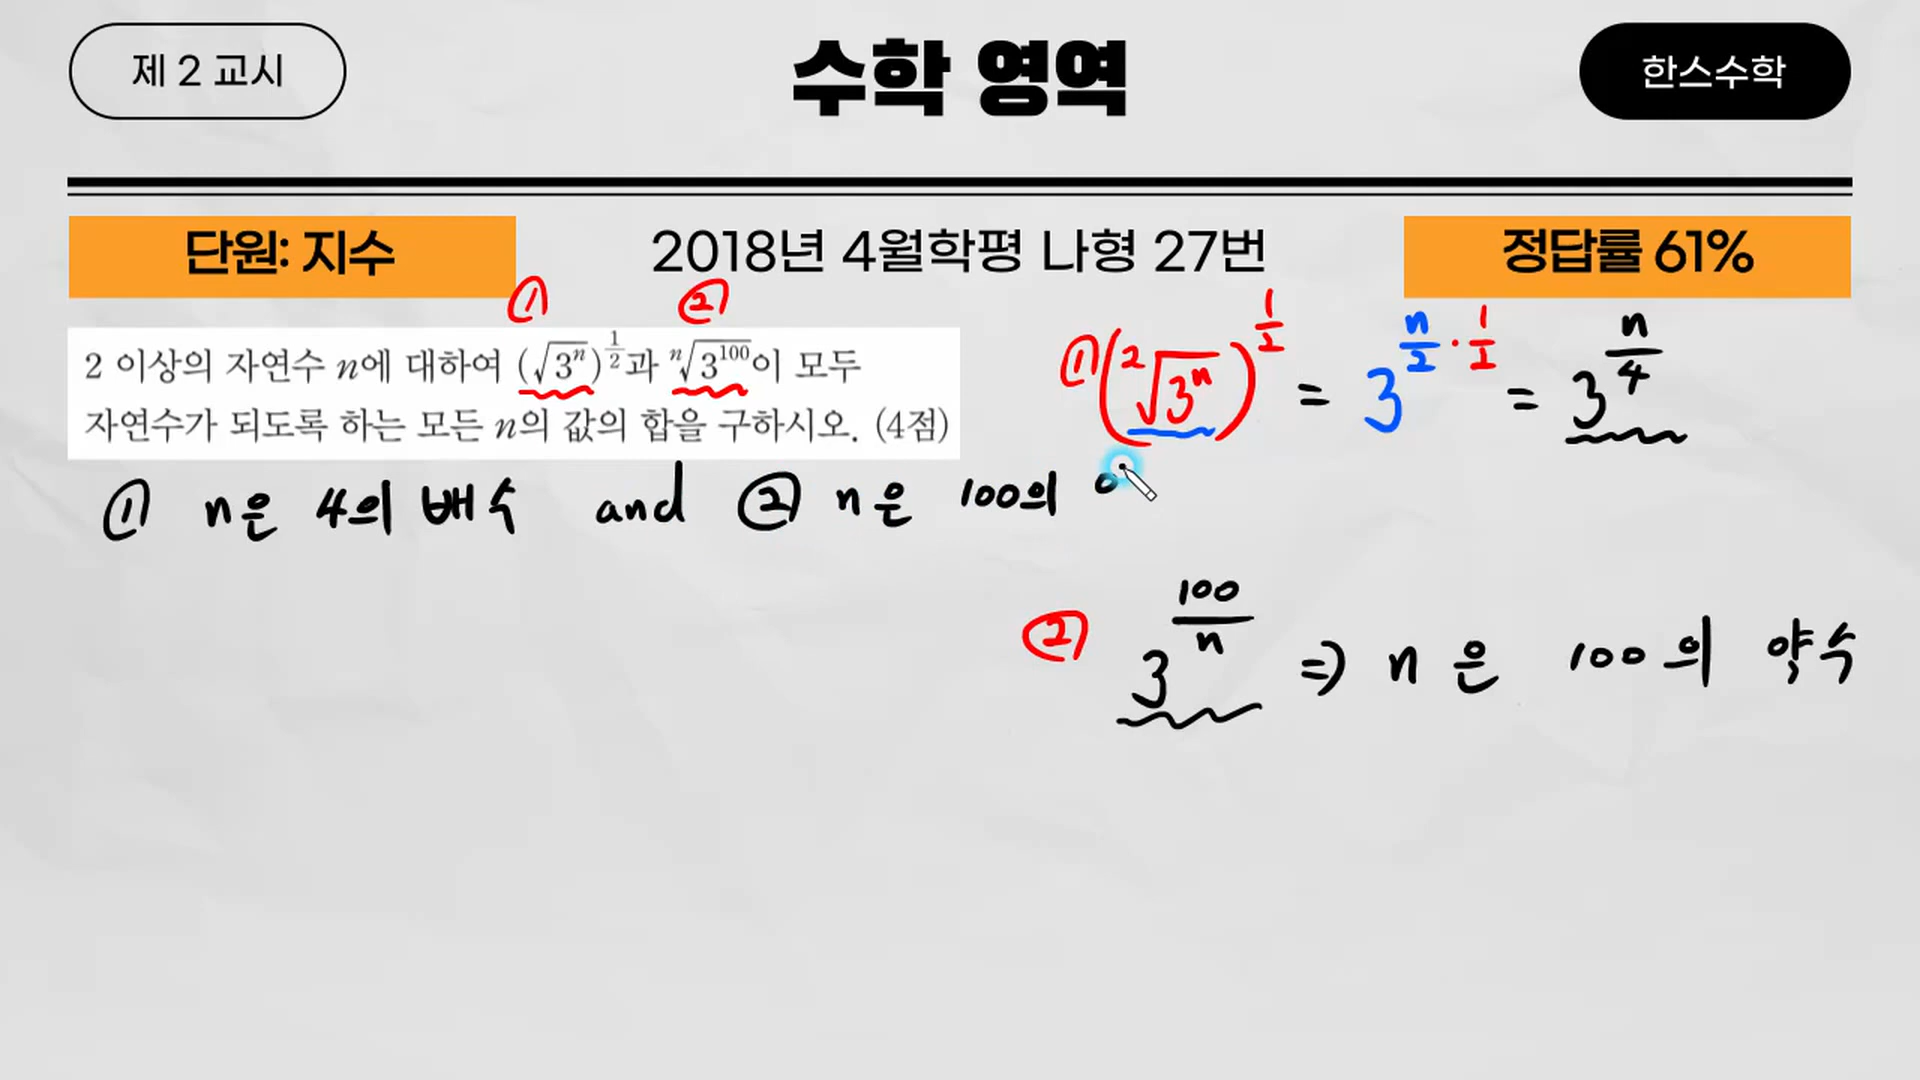 제 2 교시
수학 영역
한스수학
단원: 지수
2018년 4월학평 나형 27번
정답률 61%
① ②
2 이상의 자연수 n에 대하여 (√3ⁿ)^(1/2)과 ⁿ√3¹⁰⁰이 모두
자연수가 되도록 하는 모든 n의 값의 합을 구하시오. (4점)
① (²√3ⁿ)^(1/2) = 3^(n/2 · 1/2) = 3^(n/4)
① n은 4의 배수 and ② n은 100의
② 3^(100/n) ⇒ n은 100의 약수